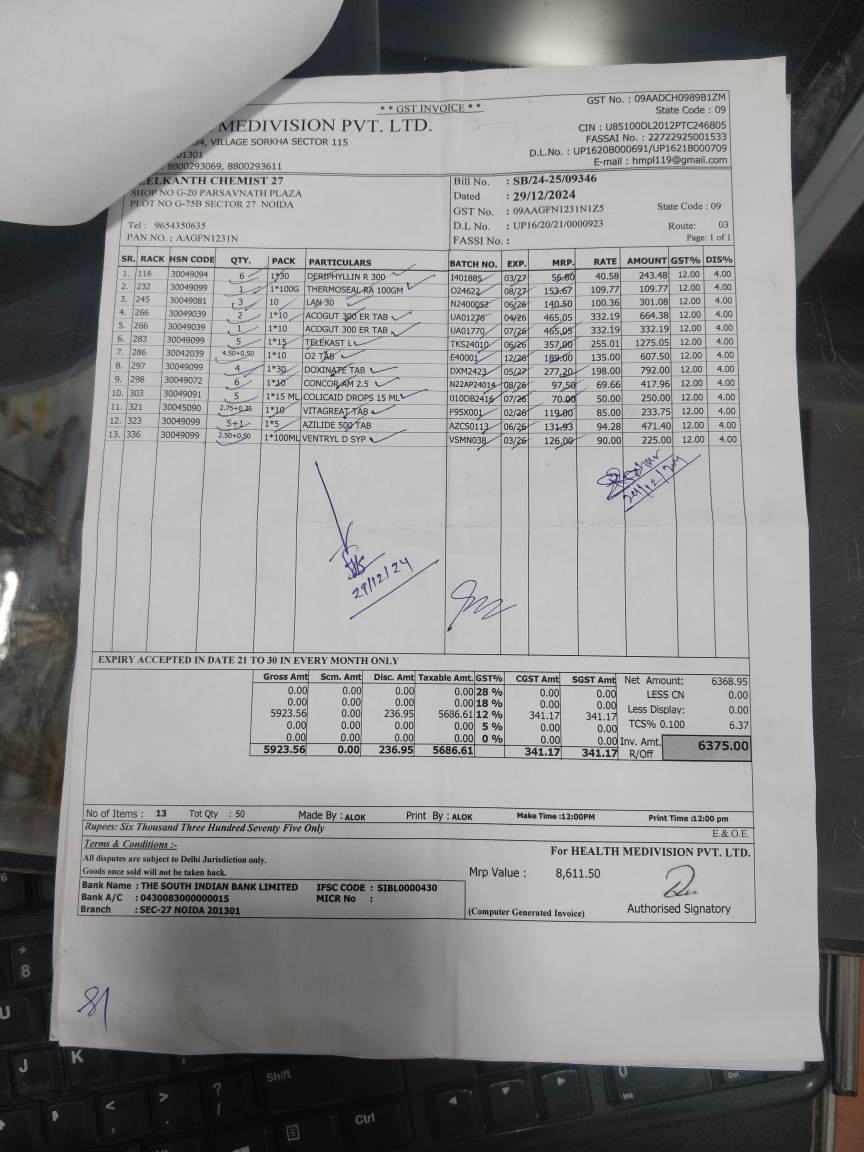 * * GST INVOICE * *
GST No. : 09AADCH0989B1ZM
State Code : 09
MEDIVISION PVT. LTD.
CIN : U85100DL2012PTC246805
34, VILLAGE SORKHA SECTOR 115
FASSAI No. : 22722925001533
201301
D.L.No. : UP1620B000691/UP1621B000709
8800293069, 8800293611
E-mail : hmpl119@gmail.com
EELKANTH CHEMIST 27
SHOP NO G-20 PARSAVNATH PLAZA
PLOT NO G-75B SECTOR 27 NOIDA
Tel : 9654350635
PAN NO. : AAGFN1231N
Bill No. : SB/24-25/09346
Dated : 29/12/2024
GST No. : 09AAGFN1231N1Z5 State Code : 09
D.L No. : UP16/20/21/0000923 Route: 03
FASSI No. : Page: 1 of 1
SR. RACK HSN CODE QTY. PACK PARTICULARS BATCH NO. EXP. MRP. RATE AMOUNT GST% DIS%
1. 116 30049094 6 1*30 DERIPHYLLIN R 300 I401885 03/27 56.80 40.58 243.48 12.00 4.00
2. 232 30049099 1 1*100G THERMOSEAL RA 100GM O24622 08/27 153.67 109.77 109.77 12.00 4.00
3. 245 30049081 3 10 LAN 30 N2400052 06/26 140.50 100.36 301.08 12.00 4.00
4. 266 30049039 2 1*10 ACOGUT 300 ER TAB UA01276 04/26 465.05 332.19 664.38 12.00 4.00
5. 266 30049039 1 1*10 ACOGUT 300 ER TAB UA01770 07/26 465.05 332.19 332.19 12.00 4.00
6. 283 30049099 5 1*15 TELEKAST L TKS24010 06/26 357.00 255.01 1275.05 12.00 4.00
7. 286 30042039 4.50+0.50 1*10 O2 TAB E40001 12/26 189.00 135.00 607.50 12.00 4.00
8. 297 30049099 4 1*30 DOXINATE TAB DXM2423 05/27 277.20 198.00 792.00 12.00 4.00
9. 298 30049072 6 1*10 CONCOR AM 2.5 N22AP24014 08/26 97.50 69.66 417.96 12.00 4.00
10. 303 30049091 5 1*15 ML COLICAID DROPS 15 ML 010DB2416 07/26 70.00 50.00 250.00 12.00 4.00
11. 321 30045090 2.75+0.25 1*10 VITAGREAT TAB F95X001 02/26 119.00 85.00 233.75 12.00 4.00
12. 323 30049099 5+1 1*5 AZILIDE 500 TAB AZCS0113 06/26 131.93 94.28 471.40 12.00 4.00
13. 336 30049099 2.50+0.50 1*100ML VENTRYL D SYP VSMN038 03/26 126.00 90.00 225.00 12.00 4.00
29/12/24
29/12/24
EXPIRY ACCEPTED IN DATE 21 TO 30 IN EVERY MONTH ONLY
Gross Amt Scm. Amt Disc. Amt Taxable Amt. GST% CGST Amt SGST Amt
0.00 0.00 0.00 0.00 28 % 0.00 0.00
0.00 0.00 0.00 0.00 18 % 0.00 0.00
5923.56 0.00 236.95 5686.61 12 % 341.17 341.17
0.00 0.00 0.00 0.00 5 % 0.00 0.00
0.00 0.00 0.00 0.00 0 % 0.00 0.00
5923.56 0.00 236.95 5686.61 341.17 341.17
Net Amount: 6368.95
LESS CN 0.00
Less Display: 0.00
TCS% 0.100 6.37
Inv. Amt. 6375.00
R/Off
No of Items : 13 Tot Qty : 50 Made By : ALOK Print By : ALOK Make Time :12:00PM Print Time :12:00 pm
Rupees: Six Thousand Three Hundred Seventy Five Only
E.& O.E.
Terms & Conditions :-
All disputes are subject to Delhi Jurisdiction only.
Goods once sold will not be taken back.
Bank Name : THE SOUTH INDIAN BANK LIMITED IFSC CODE : SIBL0000430
Bank A/C : 0430083000000015 MICR No :
Branch : SEC-27 NOIDA 201301
For HEALTH MEDIVISION PVT. LTD.
Mrp Value : 8,611.50
(Computer Generated Invoice)
Authorised Signatory
* 8
U
J
K
Shift
Ctrl
0
Ins
Del